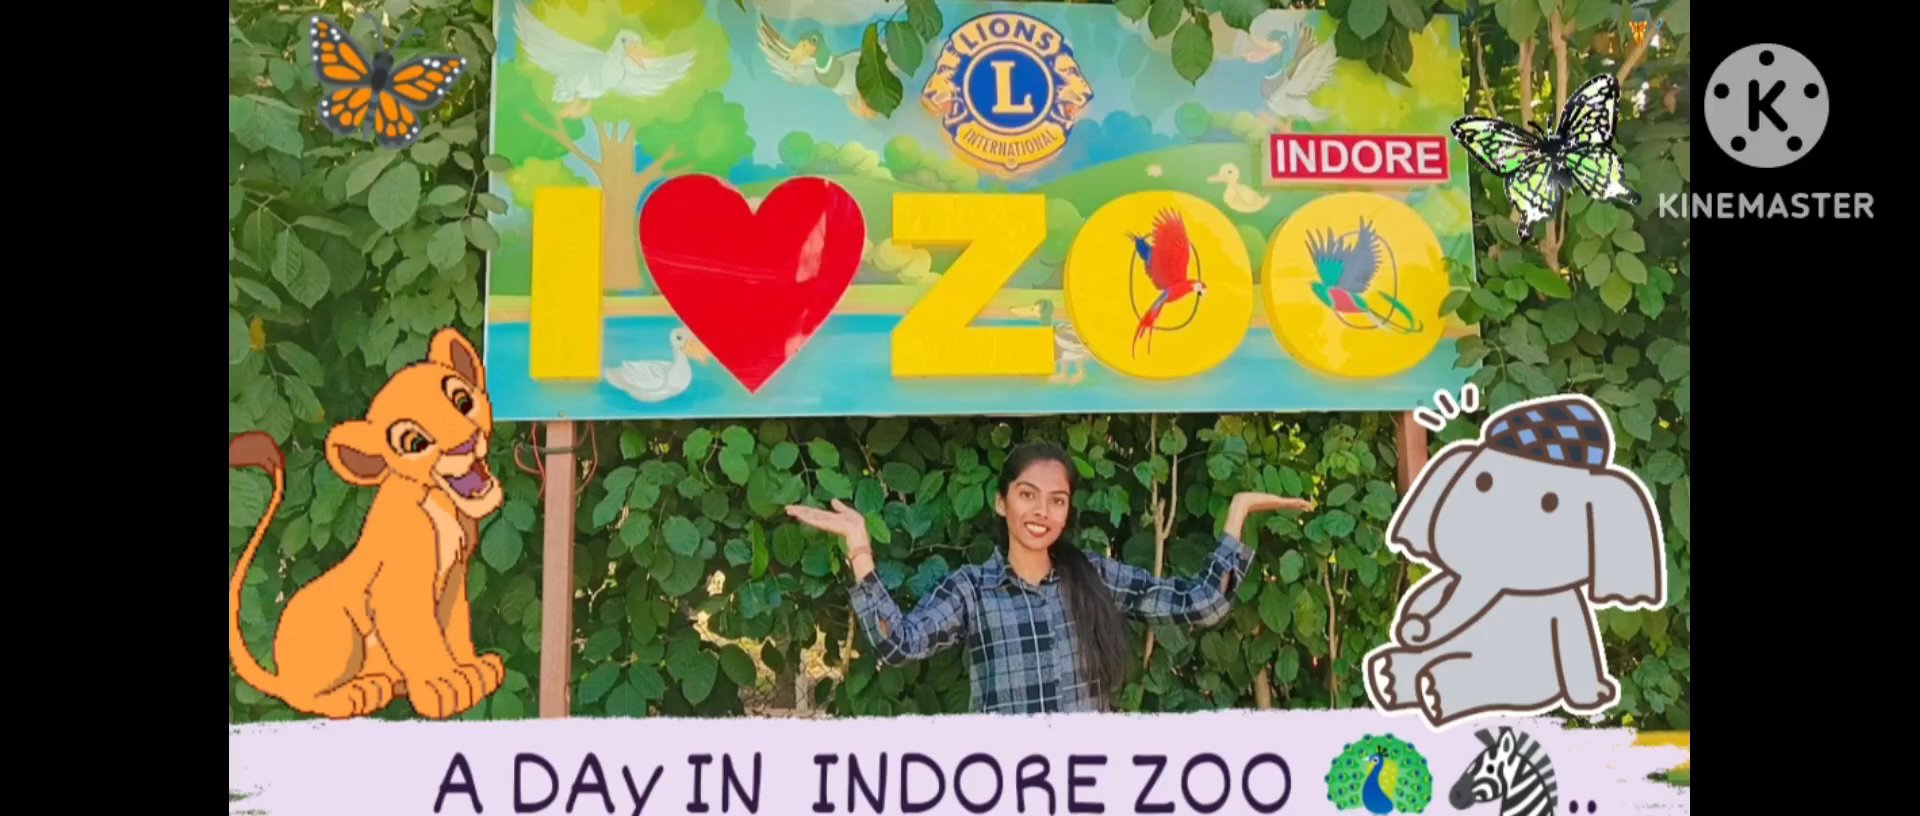 LIONS
L
INTERNATIONAL
INDORE
I ZOO
K
KINEMASTER
A DAy IN INDORE ZOO ..